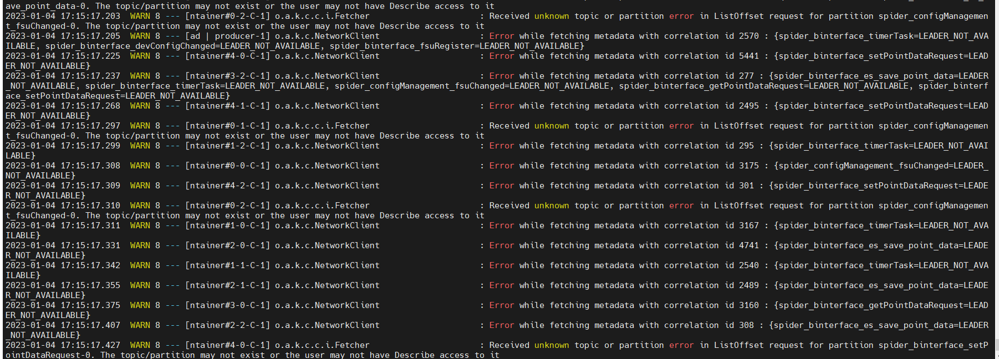 ave_point_data-0. The topic/partition may not exist or the user may not have Describe access to it
2023-01-04 17:15:17.203  WARN 8 --- [ntainer#0-2-C-1] o.a.k.c.c.i.Fetcher                      : Received unknown topic or partition error in ListOffset request for partition spider_configManagemen
t_fsuChanged-0. The topic/partition may not exist or the user may not have Describe access to it
2023-01-04 17:15:17.205  WARN 8 --- [ad | producer-1] o.a.k.c.NetworkClient                    : Error while fetching metadata with correlation id 2570 : {spider_binterface_timerTask=LEADER_NOT_AVA
ILABLE, spider_binterface_devConfigChanged=LEADER_NOT_AVAILABLE, spider_binterface_fsuRegister=LEADER_NOT_AVAILABLE}
2023-01-04 17:15:17.225  WARN 8 --- [ntainer#4-0-C-1] o.a.k.c.NetworkClient                    : Error while fetching metadata with correlation id 5441 : {spider_binterface_setPointDataRequest=LEAD
ER_NOT_AVAILABLE}
2023-01-04 17:15:17.237  WARN 8 --- [ntainer#3-2-C-1] o.a.k.c.NetworkClient                    : Error while fetching metadata with correlation id 277 : {spider_binterface_es_save_point_data=LEADER
_NOT_AVAILABLE, spider_binterface_timerTask=LEADER_NOT_AVAILABLE, spider_configManagement_fsuChanged=LEADER_NOT_AVAILABLE, spider_binterface_getPointDataRequest=LEADER_NOT_AVAILABLE, spider_binterf
ace_setPointDataRequest=LEADER_NOT_AVAILABLE}
2023-01-04 17:15:17.268  WARN 8 --- [ntainer#4-1-C-1] o.a.k.c.NetworkClient                    : Error while fetching metadata with correlation id 2495 : {spider_binterface_setPointDataRequest=LEAD
ER_NOT_AVAILABLE}
2023-01-04 17:15:17.297  WARN 8 --- [ntainer#0-1-C-1] o.a.k.c.c.i.Fetcher                      : Received unknown topic or partition error in ListOffset request for partition spider_configManagemen
t_fsuChanged-0. The topic/partition may not exist or the user may not have Describe access to it
2023-01-04 17:15:17.299  WARN 8 --- [ntainer#1-2-C-1] o.a.k.c.NetworkClient                    : Error while fetching metadata with correlation id 295 : {spider_binterface_timerTask=LEADER_NOT_AVAI
LABLE}
2023-01-04 17:15:17.308  WARN 8 --- [ntainer#0-0-C-1] o.a.k.c.NetworkClient                    : Error while fetching metadata with correlation id 3175 : {spider_configManagement_fsuChanged=LEADER_
NOT_AVAILABLE}
2023-01-04 17:15:17.309  WARN 8 --- [ntainer#4-2-C-1] o.a.k.c.NetworkClient                    : Error while fetching metadata with correlation id 301 : {spider_binterface_setPointDataRequest=LEADE
R_NOT_AVAILABLE}
2023-01-04 17:15:17.310  WARN 8 --- [ntainer#0-2-C-1] o.a.k.c.c.i.Fetcher                      : Received unknown topic or partition error in ListOffset request for partition spider_configManagemen
t_fsuChanged-0. The topic/partition may not exist or the user may not have Describe access to it
2023-01-04 17:15:17.311  WARN 8 --- [ntainer#1-0-C-1] o.a.k.c.NetworkClient                    : Error while fetching metadata with correlation id 3167 : {spider_binterface_timerTask=LEADER_NOT_AVA
ILABLE}
2023-01-04 17:15:17.331  WARN 8 --- [ntainer#2-0-C-1] o.a.k.c.NetworkClient                    : Error while fetching metadata with correlation id 4741 : {spider_binterface_es_save_point_data=LEADE
R_NOT_AVAILABLE}
2023-01-04 17:15:17.342  WARN 8 --- [ntainer#1-1-C-1] o.a.k.c.NetworkClient                    : Error while fetching metadata with correlation id 2540 : {spider_binterface_timerTask=LEADER_NOT_AVA
ILABLE}
2023-01-04 17:15:17.355  WARN 8 --- [ntainer#2-1-C-1] o.a.k.c.NetworkClient                    : Error while fetching metadata with correlation id 2489 : {spider_binterface_es_save_point_data=LEADE
R_NOT_AVAILABLE}
2023-01-04 17:15:17.375  WARN 8 --- [ntainer#3-0-C-1] o.a.k.c.NetworkClient                    : Error while fetching metadata with correlation id 3160 : {spider_binterface_getPointDataRequest=LEAD
ER_NOT_AVAILABLE}
2023-01-04 17:15:17.407  WARN 8 --- [ntainer#2-2-C-1] o.a.k.c.NetworkClient                    : Error while fetching metadata with correlation id 308 : {spider_binterface_es_save_point_data=LEADER
_NOT_AVAILABLE}
2023-01-04 17:15:17.427  WARN 8 --- [ntainer#4-0-C-1] o.a.k.c.c.i.Fetcher                      : Received unknown topic or partition error in ListOffset request for partition spider_binterface_setP
ointDataRequest-0. The topic/partition may not exist or the user may not have Describe access to it